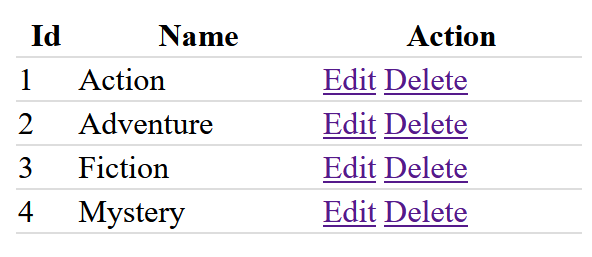 Id Name Action
1 Action Edit Delete
2 Adventure Edit Delete
3 Fiction Edit Delete
4 Mystery Edit Delete